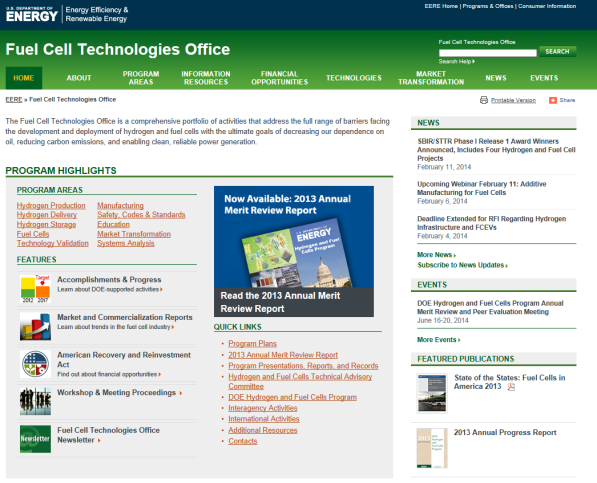 U.S. DEPARTMENT OF
ENERGY
Energy Efficiency &
Renewable Energy
EERE Home | Programs & Offices | Consumer Information
Fuel Cell Technologies Office
Fuel Cell Technologies Office
SEARCH
Search Help
HOME
ABOUT
PROGRAM
AREAS
INFORMATION
RESOURCES
FINANCIAL
OPPORTUNITIES
TECHNOLOGIES
MARKET
TRANSFORMATION
NEWS
EVENTS
EERE » Fuel Cell Technologies Office
Printable Version
Share
The Fuel Cell Technologies Office is a comprehensive portfolio of activities that address the full range of barriers facing
the development and deployment of hydrogen and fuel cells with the ultimate goals of decreasing our dependence on
oil, reducing carbon emissions, and enabling clean, reliable power generation.
PROGRAM HIGHLIGHTS
PROGRAM AREAS
Hydrogen Production
Hydrogen Delivery
Hydrogen Storage
Fuel Cells
Technology Validation
Manufacturing
Safety, Codes & Standards
Education
Market Transformation
Systems Analysis
FEATURES
Target
2012 2017
Accomplishments & Progress
Learn about DOE-supported activities
Market and Commercialization Reports
Learn about trends in the fuel cell industry
American Recovery and Reinvestment
Act
Find out about financial opportunities
Workshop & Meeting Proceedings
Newsletter
Fuel Cell Technologies Office
Newsletter
Now Available: 2013 Annual
Merit Review Report
ENERGY
Hydrogen and Fuel
Cells Program
Read the 2013 Annual Merit
Review Report
QUICK LINKS
Program Plans
2013 Annual Merit Review Report
Program Presentations, Reports, and Records
Hydrogen and Fuel Cells Technical Advisory
Committee
DOE Hydrogen and Fuel Cells Program
Interagency Activities
International Activities
Additional Resources
Contacts
NEWS
SBIR/STTR Phase I Release 1 Award Winners
Announced, Includes Four Hydrogen and Fuel Cell
Projects
February 11, 2014
Upcoming Webinar February 11: Additive
Manufacturing for Fuel Cells
February 6, 2014
Deadline Extended for RFI Regarding Hydrogen
Infrastructure and FCEVs
February 4, 2014
More News
Subscribe to News Updates
EVENTS
DOE Hydrogen and Fuel Cells Program Annual
Merit Review and Peer Evaluation Meeting
June 16-20, 2014
More Events
FEATURED PUBLICATIONS
State of the States: Fuel Cells in
America 2013
2013 Annual Progress Report